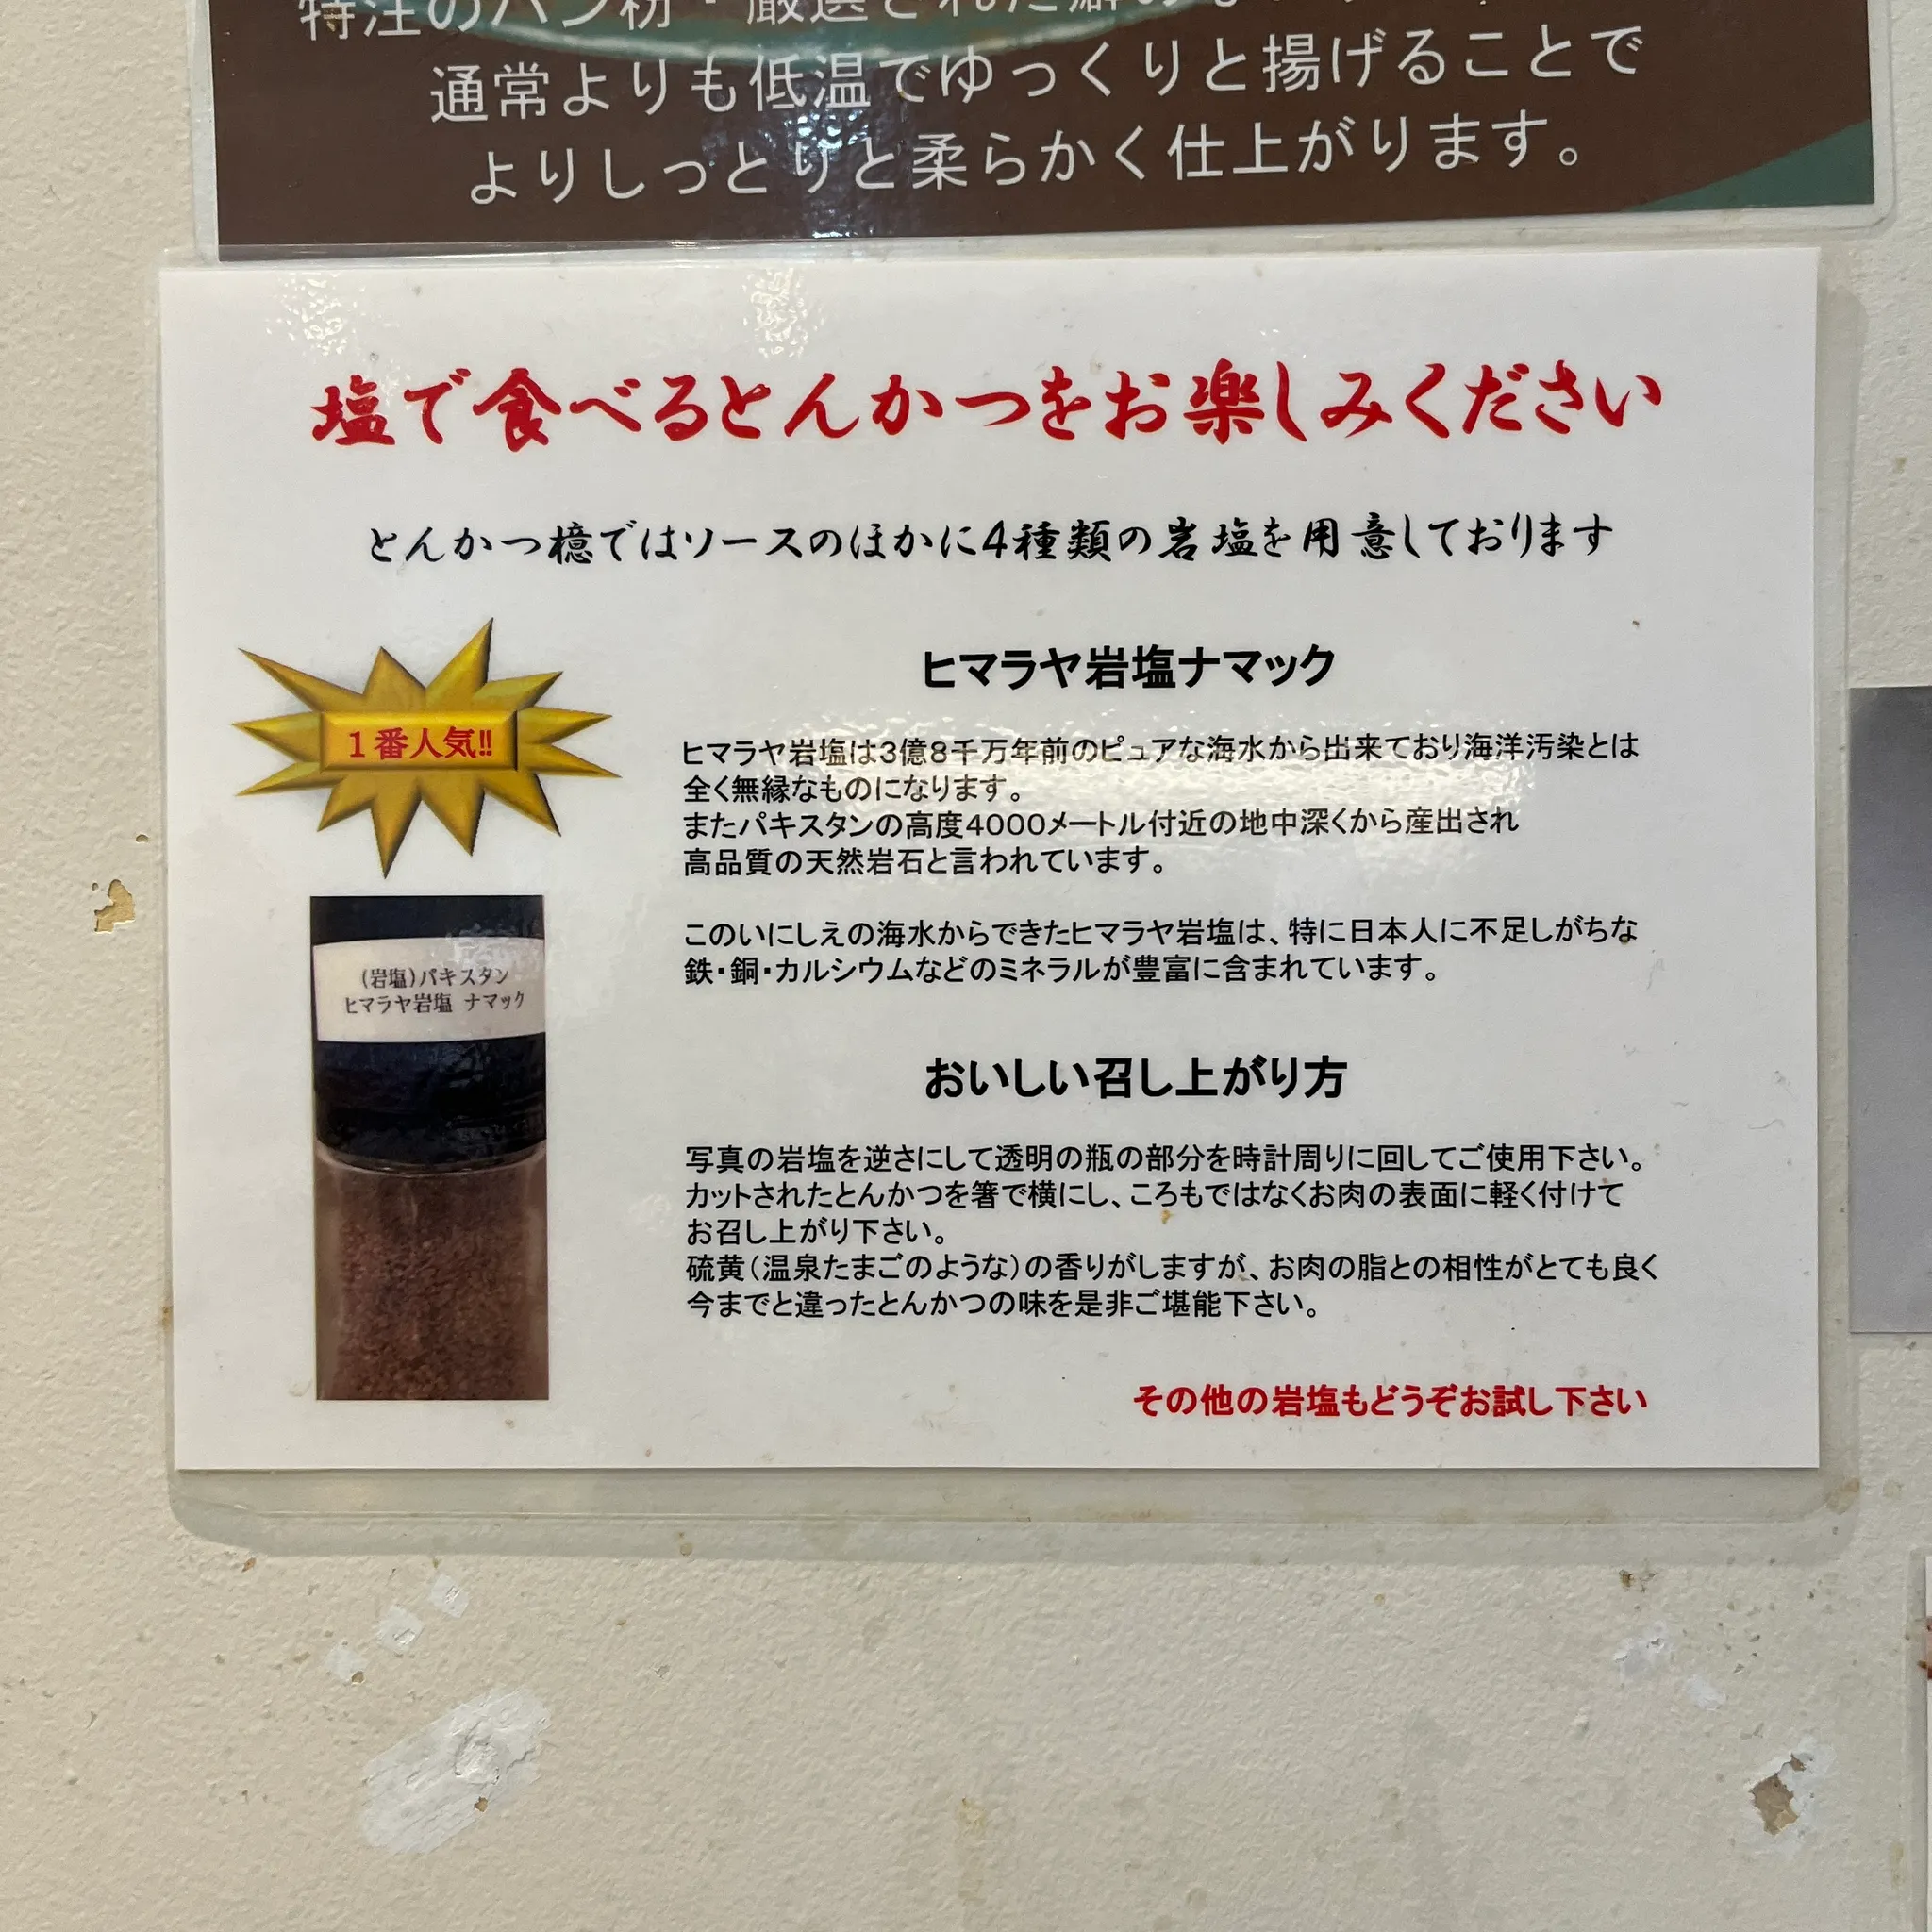 特注のパン粉・厳選された癖のない
通常よりも低温でゆっくりと揚げることで
よりしっとりと柔らかく仕上がります。
塩で食べるとんかつをお楽しみください
とんかつ檍ではソースのほかに4種類の岩塩を用意しております
1番人気!!
ヒマラヤ岩塩ナマック
ヒマラヤ岩塩は3億8千万年前のピュアな海水から出来ており海洋汚染とは
全く無縁なものになります。
またパキスタンの高度4000メートル付近の地中深くから産出され
高品質の天然岩石と言われています。
このいにしえの海水からできたヒマラヤ岩塩は、特に日本人に不足しがちな
鉄・銅・カルシウムなどのミネラルが豊富に含まれています。
(岩塩)パキスタン
ヒマラヤ岩塩 ナマック
おいしい召し上がり方
写真の岩塩を逆さにして透明の瓶の部分を時計周りに回してご使用下さい。
カットされたとんかつを箸で横にし、ころもではなくお肉の表面に軽く付けて
お召し上がり下さい。
硫黄(温泉たまごのような)の香りがしますが、お肉の脂との相性がとても良く
今までと違ったとんかつの味を是非ご堪能下さい。
その他の岩塩もどうぞお試し下さい